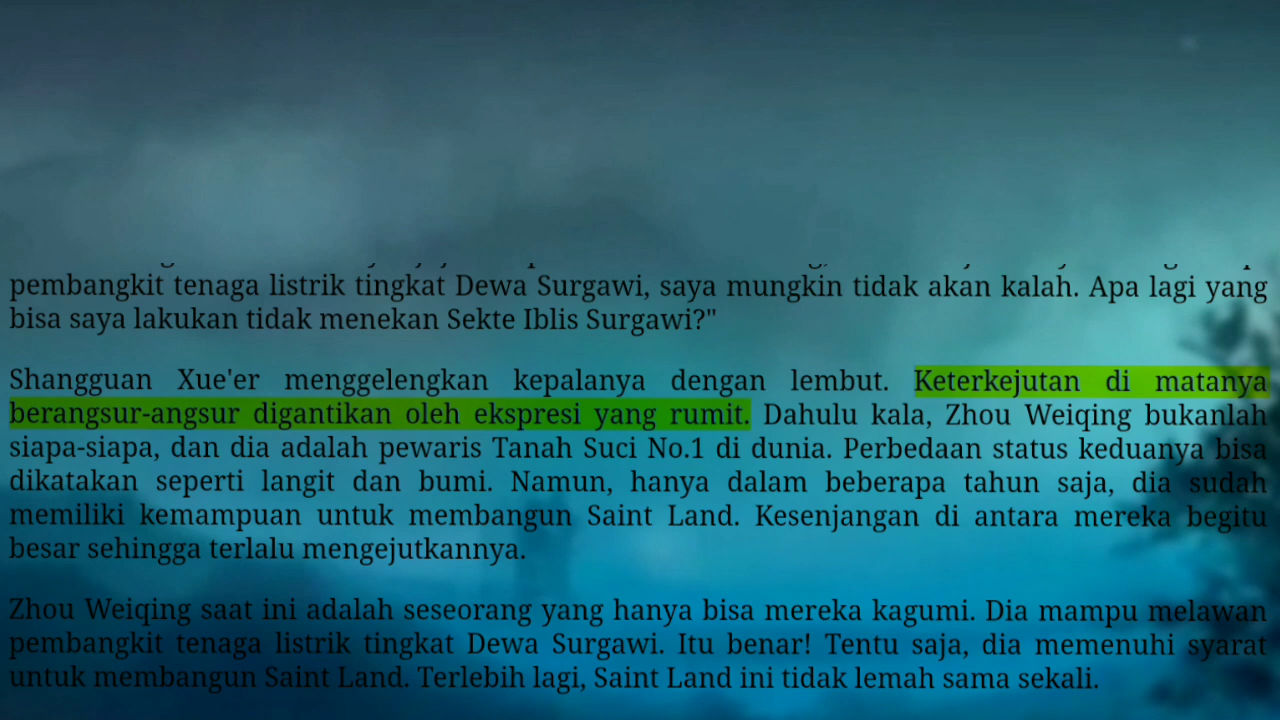 pembangkit tenaga listrik tingkat Dewa Surgawi, saya mungkin tidak akan kalah. Apa lagi yang
bisa saya lakukan tidak menekan Sekte Iblis Surgawi?"
Shangguan Xue'er menggelengkan kepalanya dengan lembut. Keterkejutan di matanya
berangsur-angsur digantikan oleh ekspresi yang rumit. Dahulu kala, Zhou Weiqing bukanlah
siapa-siapa, dan dia adalah pewaris Tanah Suci No.1 di dunia. Perbedaan status keduanya bisa
dikatakan seperti langit dan bumi. Namun, hanya dalam beberapa tahun saja, dia sudah
memiliki kemampuan untuk membangun Saint Land. Kesenjangan di antara mereka begitu
besar sehingga terlalu mengejutkannya.
Zhou Weiqing saat ini adalah seseorang yang hanya bisa mereka kagumi. Dia mampu melawan
pembangkit tenaga listrik tingkat Dewa Surgawi. Itu benar! Tentu saja, dia memenuhi syarat
untuk membangun Saint Land. Terlebih lagi, Saint Land ini tidak lemah sama sekali.